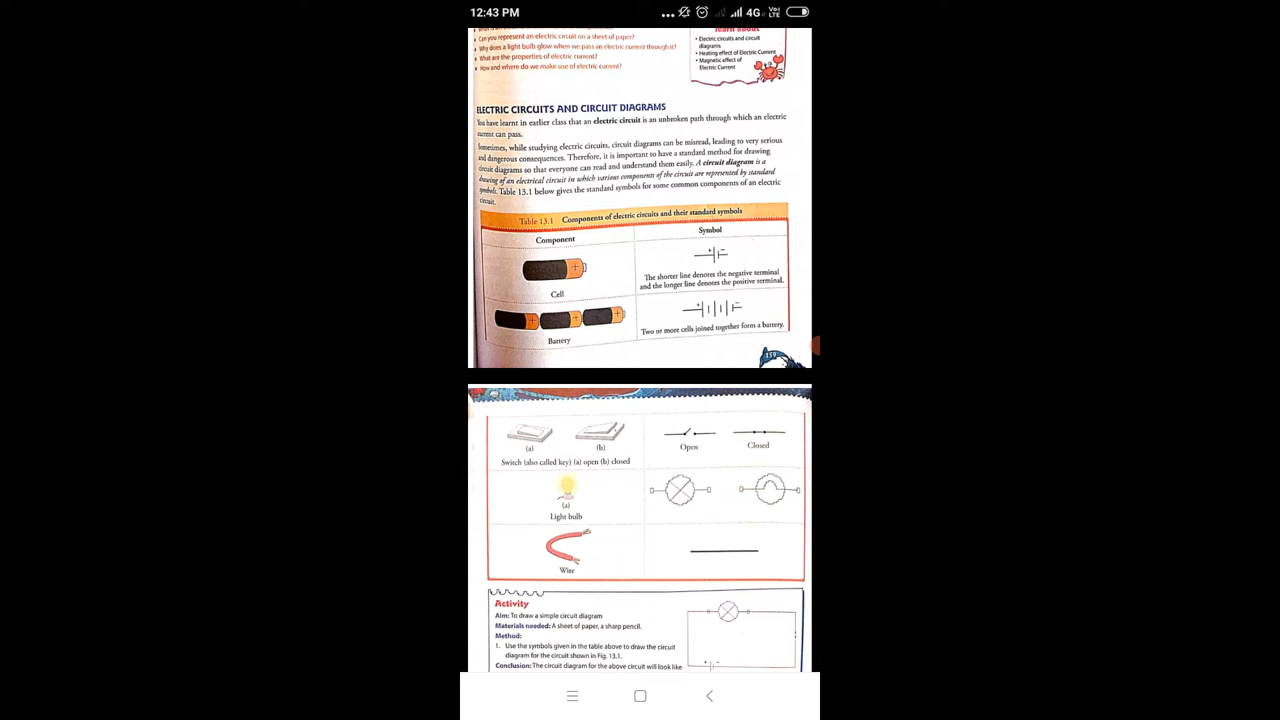 12:43 PM
4G
Vo
LTE
learn about
• Can you represent an electric circuit on a sheet of paper?
• Why does a light bulb glow when we pass an electric current through it?
• What are the properties of electric current?
• How and where do we make use of electric current?
• Electric circuits and circuit
diagrams
• Heating effect of Electric Current
• Magnetic effect of
Electric Current
ELECTRIC CIRCUITS AND CIRCUIT DIAGRAMS
You have learnt in earlier class that an electric circuit is an unbroken path through which an electric
current can pass.
Sometimes, while studying electric circuits, circuit diagrams can be misread, leading to very serious
and dangerous consequences. Therefore, it is important to have a standard method for drawing
circuit diagrams so that everyone can read and understand them easily. A circuit diagram is a
drawing of an electrical circuit in which various components of the circuit are represented by standard
symbols. Table 13.1 below gives the standard symbols for some common components of an electric
circuit.
Table 13.1 Components of electric circuits and their standard symbols
Component Symbol
+ −
+
The shorter line denotes the negative terminal
and the longer line denotes the positive terminal.
Cell
+ −
+ + +
Two or more cells joined together form a battery.
Battery
159
(a) (b) Open Closed
Switch (also called key) (a) open (b) closed
(a)
Light bulb
Wire
Activity
Aim: To draw a simple circuit diagram
Materials needed: A sheet of paper, a sharp pencil.
Method:
1. Use the symbols given in the table above to draw the circuit
diagram for the circuit shown in Fig. 13.1.
Conclusion: The circuit diagram for the above circuit will look like
+ −